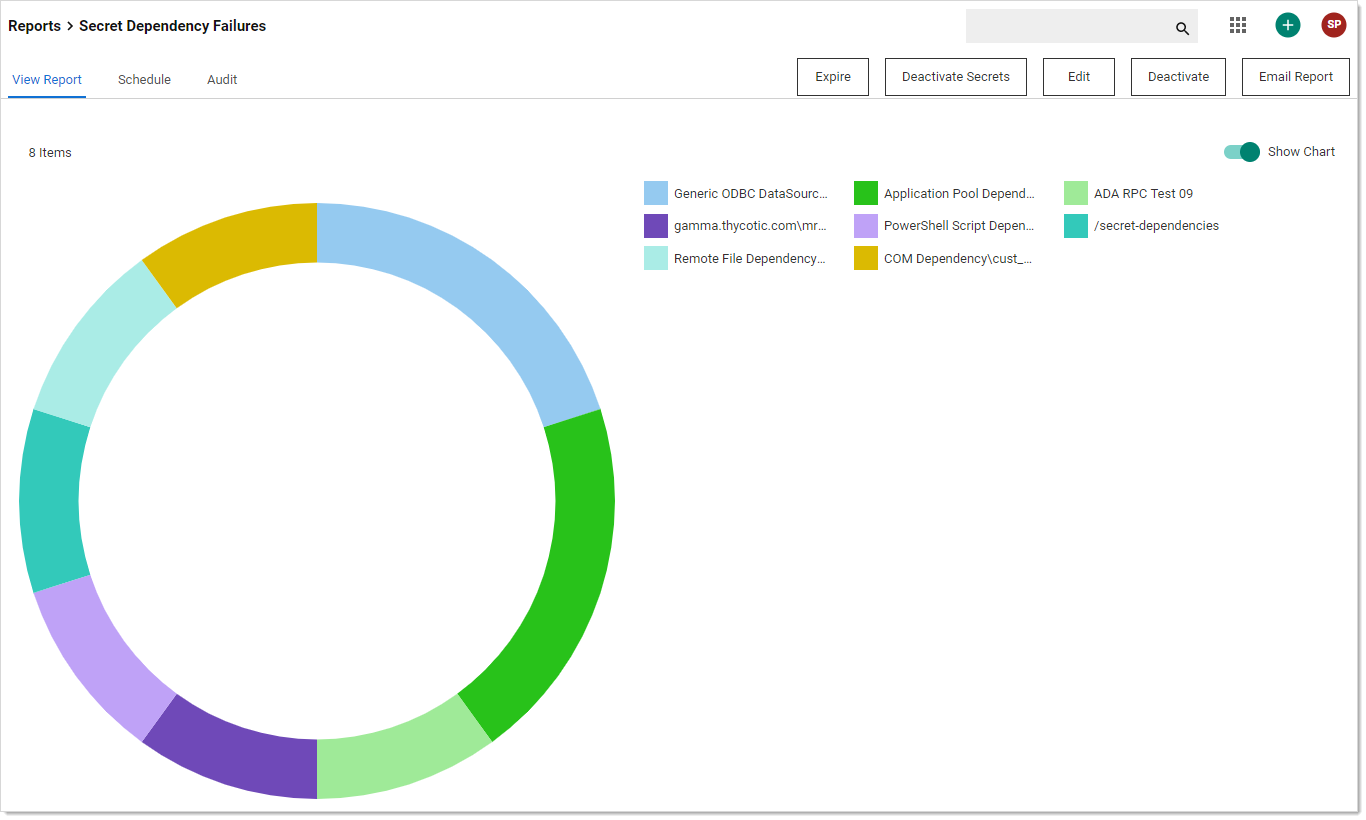 Reports > Secret Dependency Failures
SP
View Report Schedule Audit
Expire Deactivate Secrets Edit Deactivate Email Report
8 Items
Show Chart
Generic ODBC DataSourc... Application Pool Depend... ADA RPC Test 09
gamma.thycotic.com\mr... PowerShell Script Depen... /secret-dependencies
Remote File Dependency... COM Dependency\cust_...